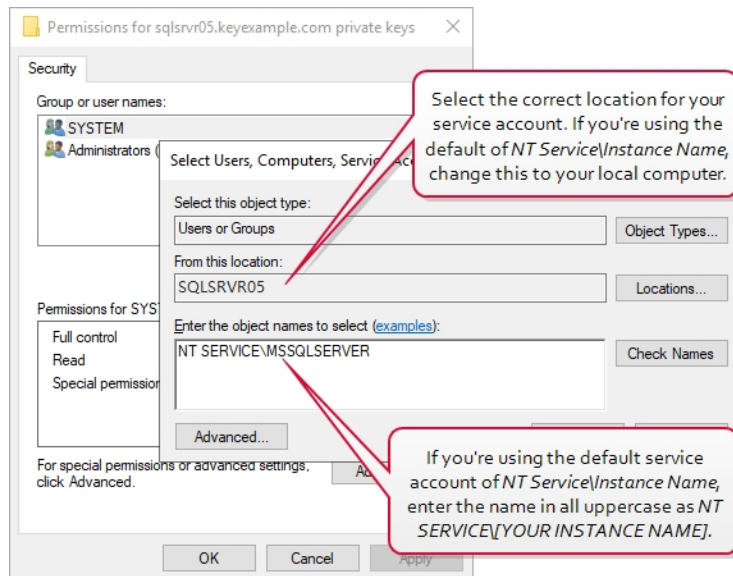 Permissions for sqlsrvr05.keyexample.com private keys
Security
Group or user names:
SYSTEM
Administrators (
Select Users, Computers, Service Acc
Select this object type:
Users or Groups
Object Types...
From this location:
SQLSRVR05
Locations...
Enter the object names to select (examples):
NT SERVICE\MSSQLSERVER
Check Names
Advanced...
Permissions for SYST
Full control
Read
Special permission
For special permissions or advanced settings,
click Advanced.
Ad
OK
Cancel
Apply
Select the correct location for your
service account. If you're using the
default of NT Service\Instance Name,
change this to your local computer.
If you're using the default service
account of NT Service\Instance Name,
enter the name in all uppercase as NT
SERVICE\[YOUR INSTANCE NAME].